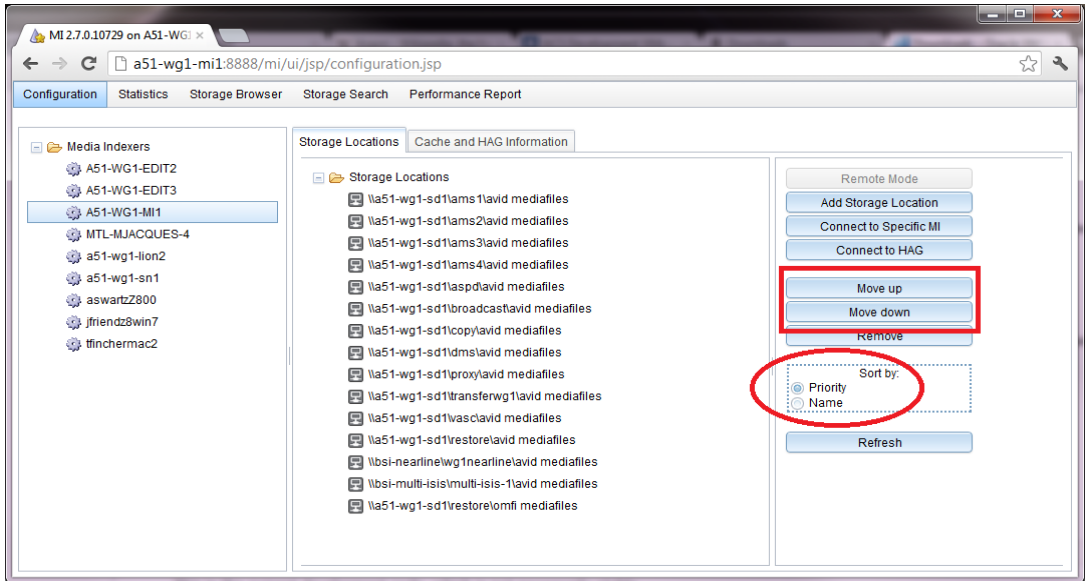 MI 2.7.0.10729 on A51-WG1
a51-wg1-mi1:8888/mi/ui/jsp/configuration.jsp
Configuration Statistics Storage Browser Storage Search Performance Report
Media Indexers
A51-WG1-EDIT2
A51-WG1-EDIT3
A51-WG1-MI1
MTL-MJACQUES-4
a51-wg1-lion2
a51-wg1-sn1
aswartzZ800
jfriendz8win7
tfinchermac2
Storage Locations Cache and HAG Information
Storage Locations
\\a51-wg1-sd1\ams1\avid mediafiles
\\a51-wg1-sd1\ams2\avid mediafiles
\\a51-wg1-sd1\ams3\avid mediafiles
\\a51-wg1-sd1\ams4\avid mediafiles
\\a51-wg1-sd1\aspd\avid mediafiles
\\a51-wg1-sd1\broadcast\avid mediafiles
\\a51-wg1-sd1\copy\avid mediafiles
\\a51-wg1-sd1\dms\avid mediafiles
\\a51-wg1-sd1\proxy\avid mediafiles
\\a51-wg1-sd1\transferwg1\avid mediafiles
\\a51-wg1-sd1\vasc\avid mediafiles
\\a51-wg1-sd1\restore\avid mediafiles
\\bsi-nearline\wg1nearline\avid mediafiles
\\bsi-multi-isis\multi-isis-1\avid mediafiles
\\a51-wg1-sd1\restore\omfi mediafiles
Remote Mode
Add Storage Location
Connect to Specific MI
Connect to HAG
Move up
Move down
Remove
Sort by:
Priority
Name
Refresh